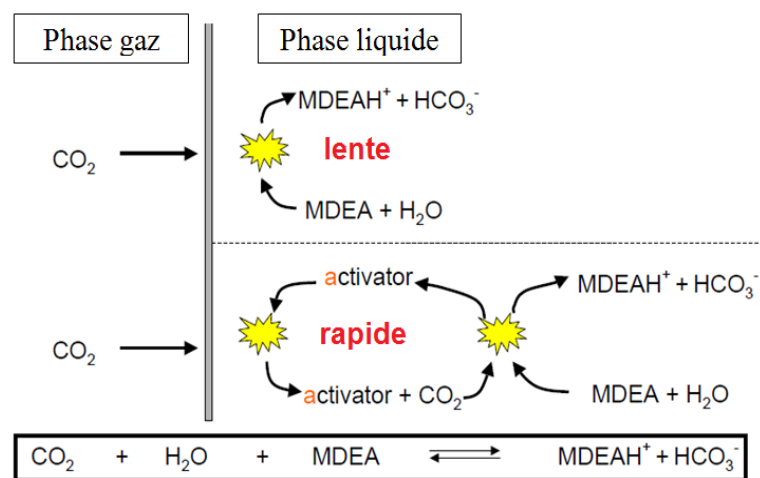 Phase gaz
Phase liquide
MDEAH⁺ + HCO₃⁻
CO₂
lente
MDEA + H₂O
activator
MDEAH⁺ + HCO₃⁻
CO₂
rapide
activator + CO₂
MDEA + H₂O
CO₂ + H₂O + MDEA ⇌ MDEAH⁺ + HCO₃⁻